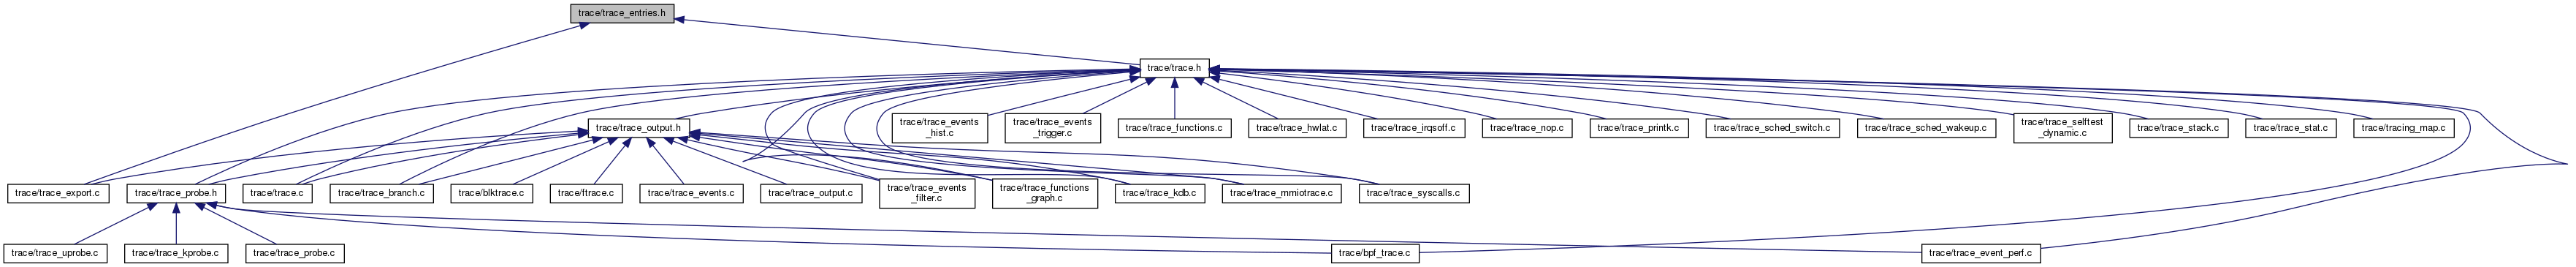 trace/trace_entries.h
trace/trace.h
trace/trace_output.h
trace/trace_events
_hist.c
trace/trace_events
_trigger.c
trace/trace_functions.c
trace/trace_hwlat.c
trace/trace_irqsoff.c
trace/trace_nop.c
trace/trace_printk.c
trace/trace_sched_switch.c
trace/trace_sched_wakeup.c
trace/trace_selftest
_dynamic.c
trace/trace_stack.c
trace/trace_stat.c
trace/tracing_map.c
trace/trace_export.c
trace/trace_probe.h
trace/trace.c
trace/trace_branch.c
trace/blktrace.c
trace/ftrace.c
trace/trace_events.c
trace/trace_output.c
trace/trace_events
_filter.c
trace/trace_functions
_graph.c
trace/trace_kdb.c
trace/trace_mmiotrace.c
trace/trace_syscalls.c
trace/trace_uprobe.c
trace/trace_kprobe.c
trace/trace_probe.c
trace/bpf_trace.c
trace/trace_event_perf.c